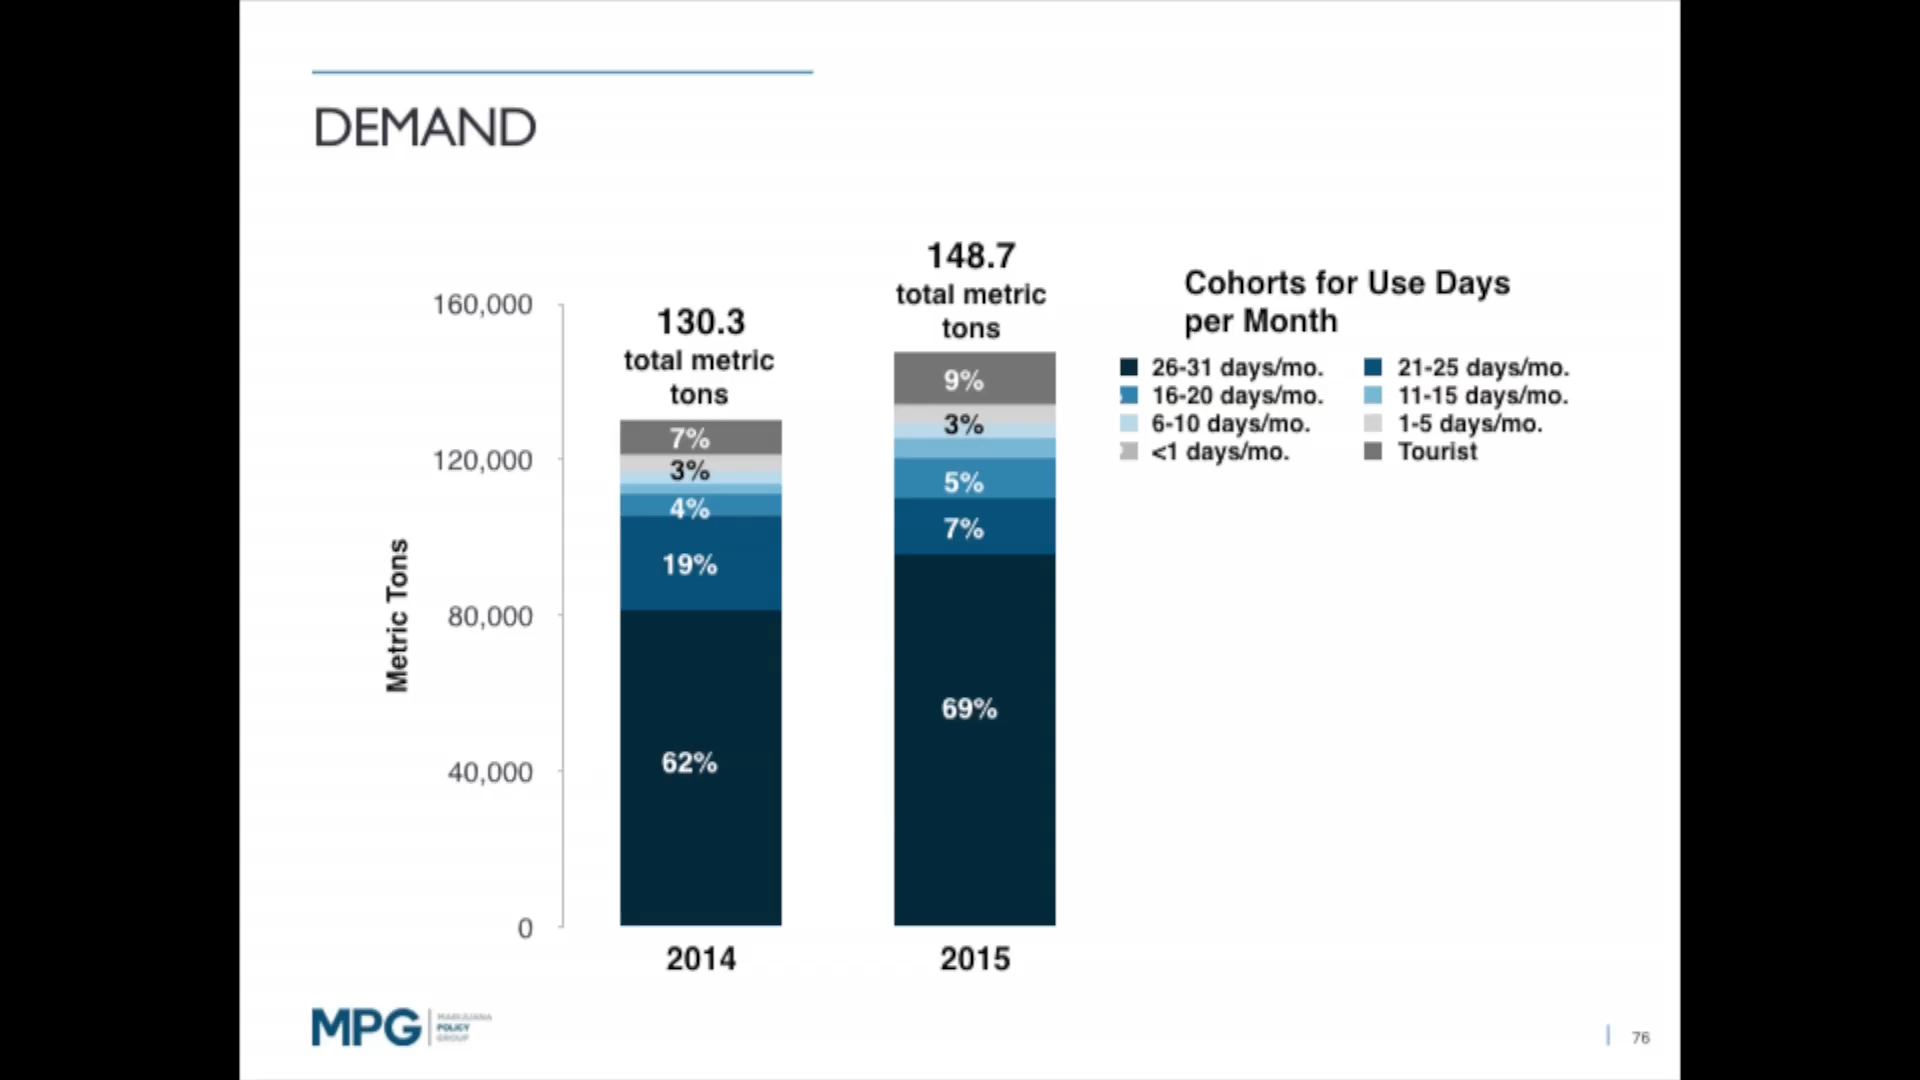 DEMAND
148.7
total metric
tons
130.3
total metric
tons
Cohorts for Use Days
per Month
26-31 days/mo.
21-25 days/mo.
16-20 days/mo.
11-15 days/mo.
6-10 days/mo.
1-5 days/mo.
<1 days/mo.
Tourist
Metric Tons
160,000
120,000
80,000
40,000
0
7%
3%
4%
19%
62%
9%
3%
5%
7%
69%
2014
2015
MPG
MARIJUANA
POLICY
GROUP
76